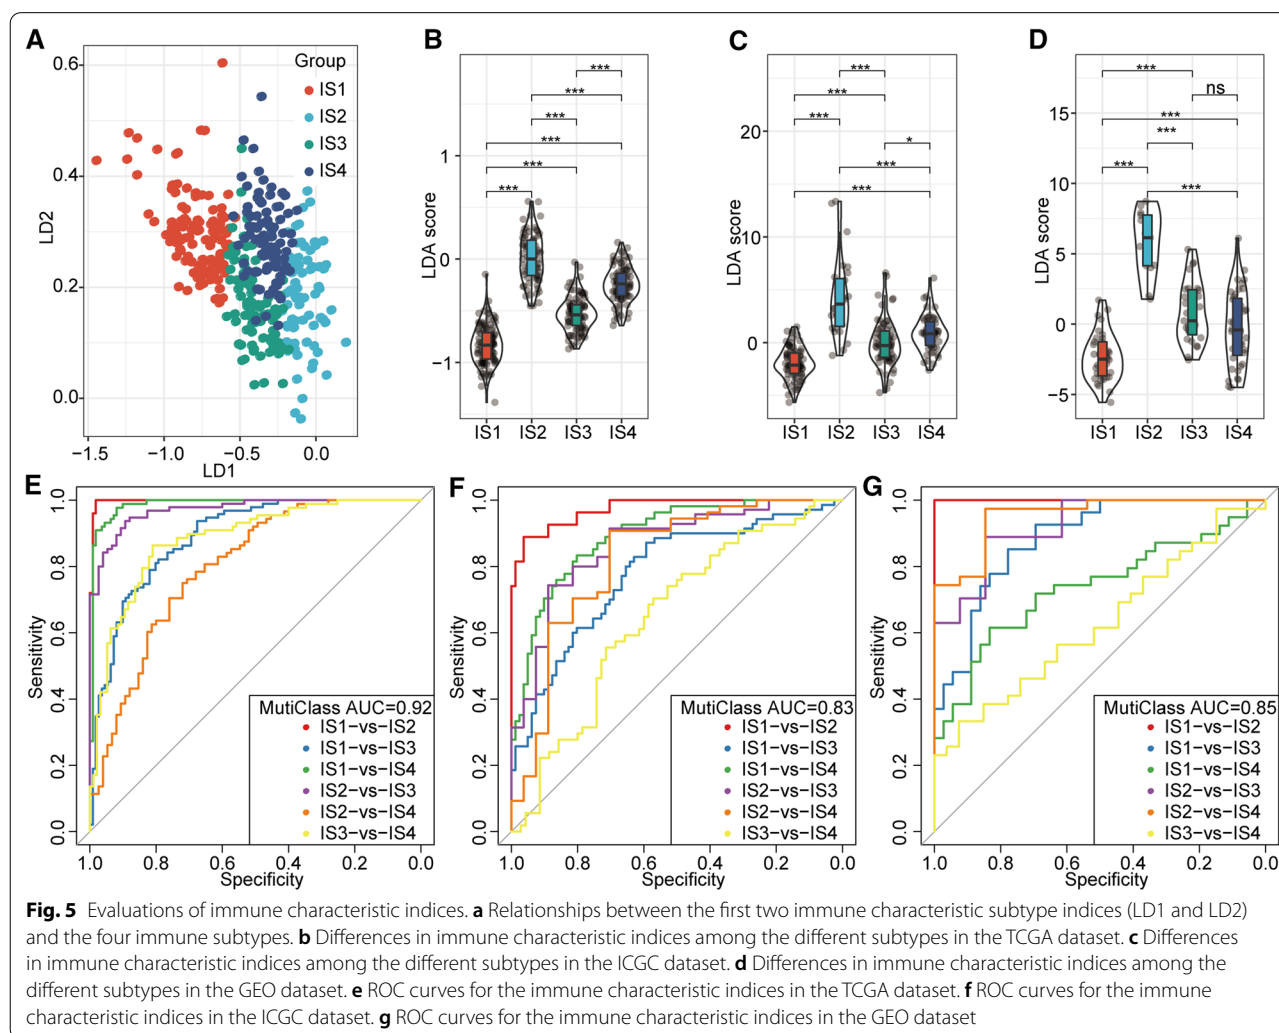 A
0.6
0.4
0.2
0.0
LD2
−1.5
−1.0
−0.5
0.0
LD1
Group
IS1
IS2
IS3
IS4
B
LDA score
1
0
−1
***
***
***
***
***
***
IS1
IS2
IS3
IS4
C
LDA score
20
10
0
***
***
***
*
***
***
IS1
IS2
IS3
IS4
D
LDA score
15
10
5
0
−5
***
ns
***
***
***
***
IS1
IS2
IS3
IS4
E
Sensitivity
1.0
0.8
0.6
0.4
0.2
0.0
1.0
0.8
0.6
0.4
0.2
0.0
Specificity
MutiClass AUC=0.92
IS1−vs−IS2
IS1−vs−IS3
IS1−vs−IS4
IS2−vs−IS3
IS2−vs−IS4
IS3−vs−IS4
F
Sensitivity
1.0
0.8
0.6
0.4
0.2
0.0
1.0
0.8
0.6
0.4
0.2
0.0
Specificity
MutiClass AUC=0.83
IS1−vs−IS2
IS1−vs−IS3
IS1−vs−IS4
IS2−vs−IS3
IS2−vs−IS4
IS3−vs−IS4
G
Sensitivity
1.0
0.8
0.6
0.4
0.2
0.0
1.0
0.8
0.6
0.4
0.2
0.0
Specificity
MutiClass AUC=0.85
IS1−vs−IS2
IS1−vs−IS3
IS1−vs−IS4
IS2−vs−IS3
IS2−vs−IS4
IS3−vs−IS4
Fig. 5 Evaluations of immune characteristic indices. a Relationships between the first two immune characteristic subtype indices (LD1 and LD2)
and the four immune subtypes. b Differences in immune characteristic indices among the different subtypes in the TCGA dataset. c Differences
in immune characteristic indices among the different subtypes in the ICGC dataset. d Differences in immune characteristic indices among the
different subtypes in the GEO dataset. e ROC curves for the immune characteristic indices in the TCGA dataset. f ROC curves for the immune
characteristic indices in the ICGC dataset. g ROC curves for the immune characteristic indices in the GEO dataset